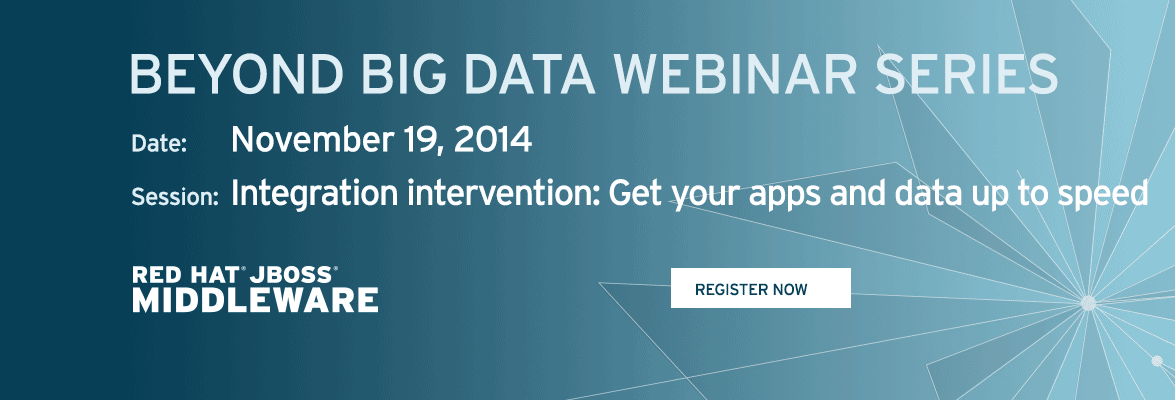 BEYOND BIG DATA WEBINAR SERIES
Date: November 19, 2014
Session: Integration intervention: Get your apps and data up to speed
RED HAT® JBOSS®
MIDDLEWARE
REGISTER NOW